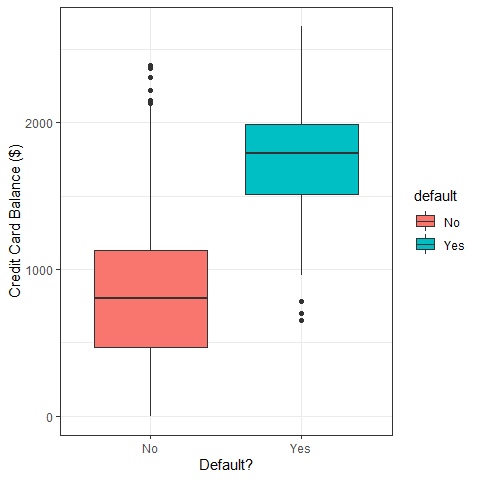 Credit Card Balance ($)
2000
1000
0
No
Yes
Default?
default
No
Yes